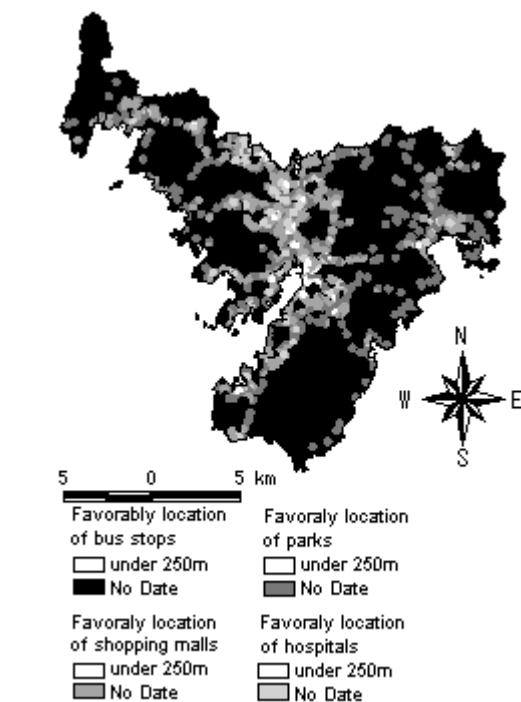 N
W E
S
5 0 5 km
Favorably location
of bus stops
under 250m
No Date
Favoraly location
of parks
under 250m
No Date
Favoraly location
of shopping malls
under 250m
No Date
Favoraly location
of hospitals
under 250m
No Date